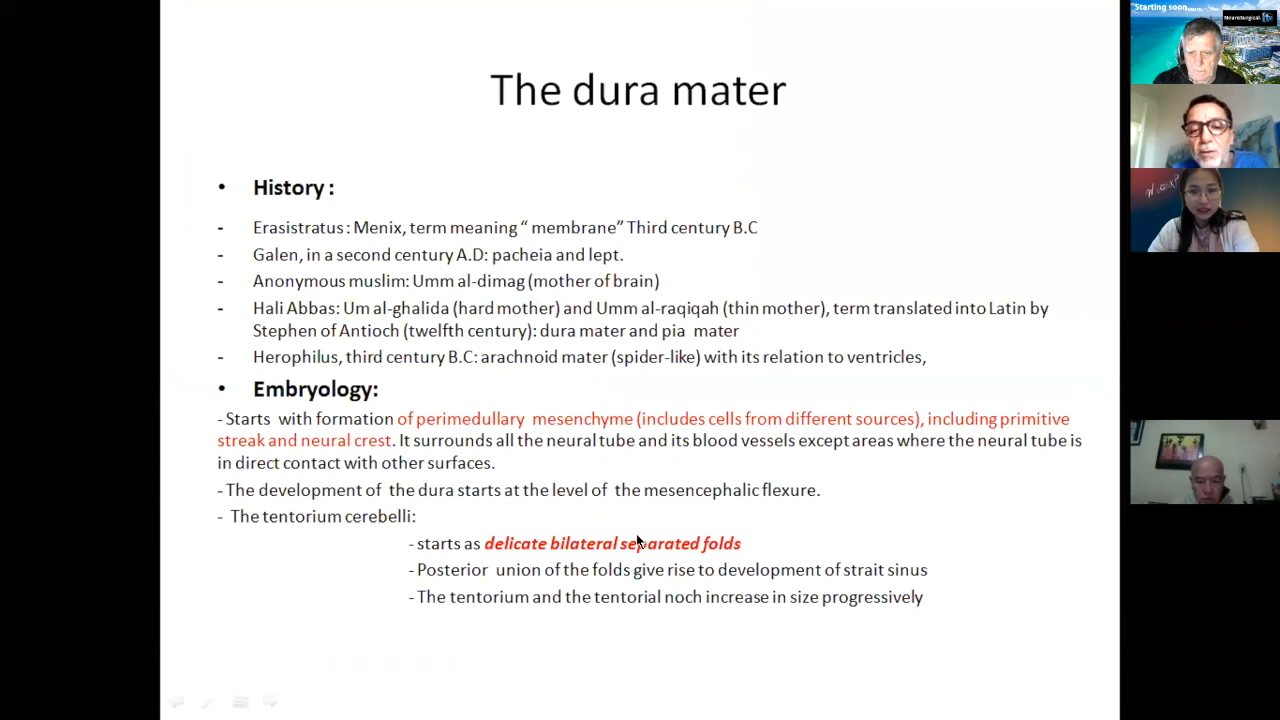 The dura mater
• History :
- Erasistratus : Menix, term meaning “ membrane” Third century B.C
- Galen, in a second century A.D: pacheia and lept.
- Anonymous muslim: Umm al-dimag (mother of brain)
- Hali Abbas: Um al-ghalida (hard mother) and Umm al-raqiqah (thin mother), term translated into Latin by
Stephen of Antioch (twelfth century): dura mater and pia mater
- Herophilus, third century B.C: arachnoid mater (spider-like) with its relation to ventricles,
• Embryology:
- Starts with formation of perimedullary mesenchyme (includes cells from different sources), including primitive
streak and neural crest. It surrounds all the neural tube and its blood vessels except areas where the neural tube is
in direct contact with other surfaces.
- The development of the dura starts at the level of the mesencephalic flexure.
- The tentorium cerebelli:
- starts as delicate bilateral separated folds
- Posterior union of the folds give rise to development of strait sinus
- The tentorium and the tentorial noch increase in size progressively
"Starting soon....
NeuroSurgical